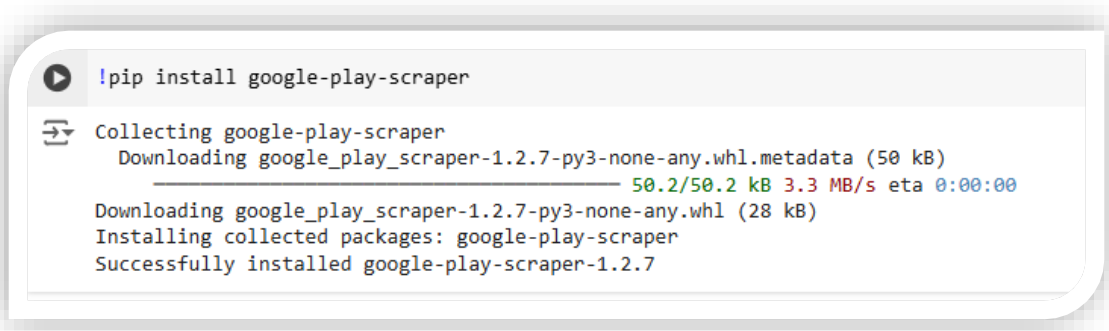 !pip install google-play-scraper
Collecting google-play-scraper
Downloading google_play_scraper-1.2.7-py3-none-any.whl.metadata (50 kB)
50.2/50.2 kB 3.3 MB/s eta 0:00:00
Downloading google_play_scraper-1.2.7-py3-none-any.whl (28 kB)
Installing collected packages: google-play-scraper
Successfully installed google-play-scraper-1.2.7